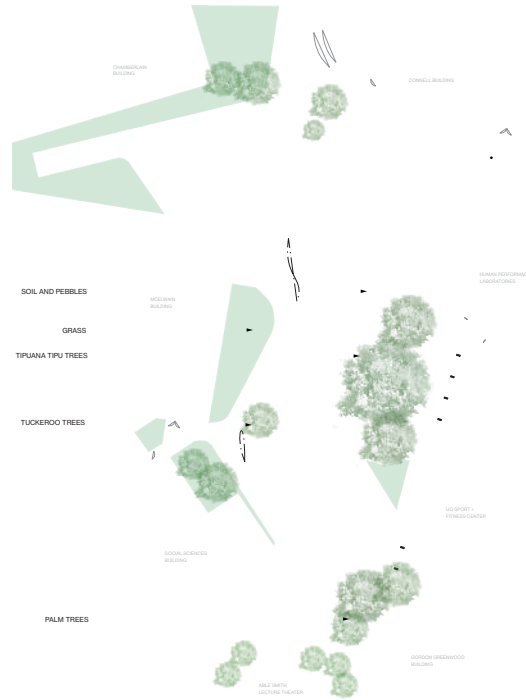 CHAMBERLAIN
BUILDING
CONNELL BUILDING
HUMAN PERFORMANCE
LABORATORIES
SOIL AND PEBBLES
MCELWAIN
BUILDING
GRASS
TIPUANA TIPU TREES
TUCKEROO TREES
UQ SPORT +
FITNESS CENTER
SOCIAL SCIENCES
BUILDING
PALM TREES
GORDON GREENWOOD
BUILDING
ABLE SMITH
LECTURE THEATER